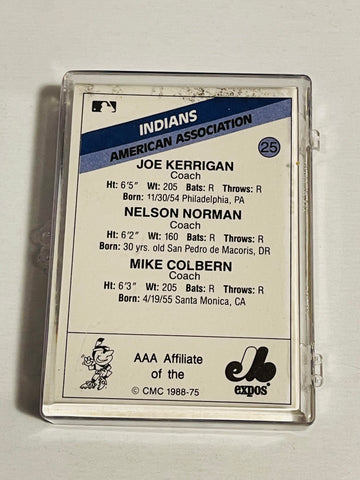 INDIANS
AMERICAN ASSOCIATION
25
JOE KERRIGAN
Coach
Ht: 6'5" Wt: 205 Bats: R Throws: R
Born: 11/30/54 Philadelphia, PA
NELSON NORMAN
Coach
Ht: 6'2" Wt: 160 Bats: R Throws: R
Born: 30 yrs. old San Pedro de Macoris, DR
MIKE COLBERN
Coach
Ht: 6'3" Wt: 205 Bats: R Throws: R
Born: 4/19/55 Santa Monica, CA
AAA Affiliate
of the
© CMC 1988-75
expos